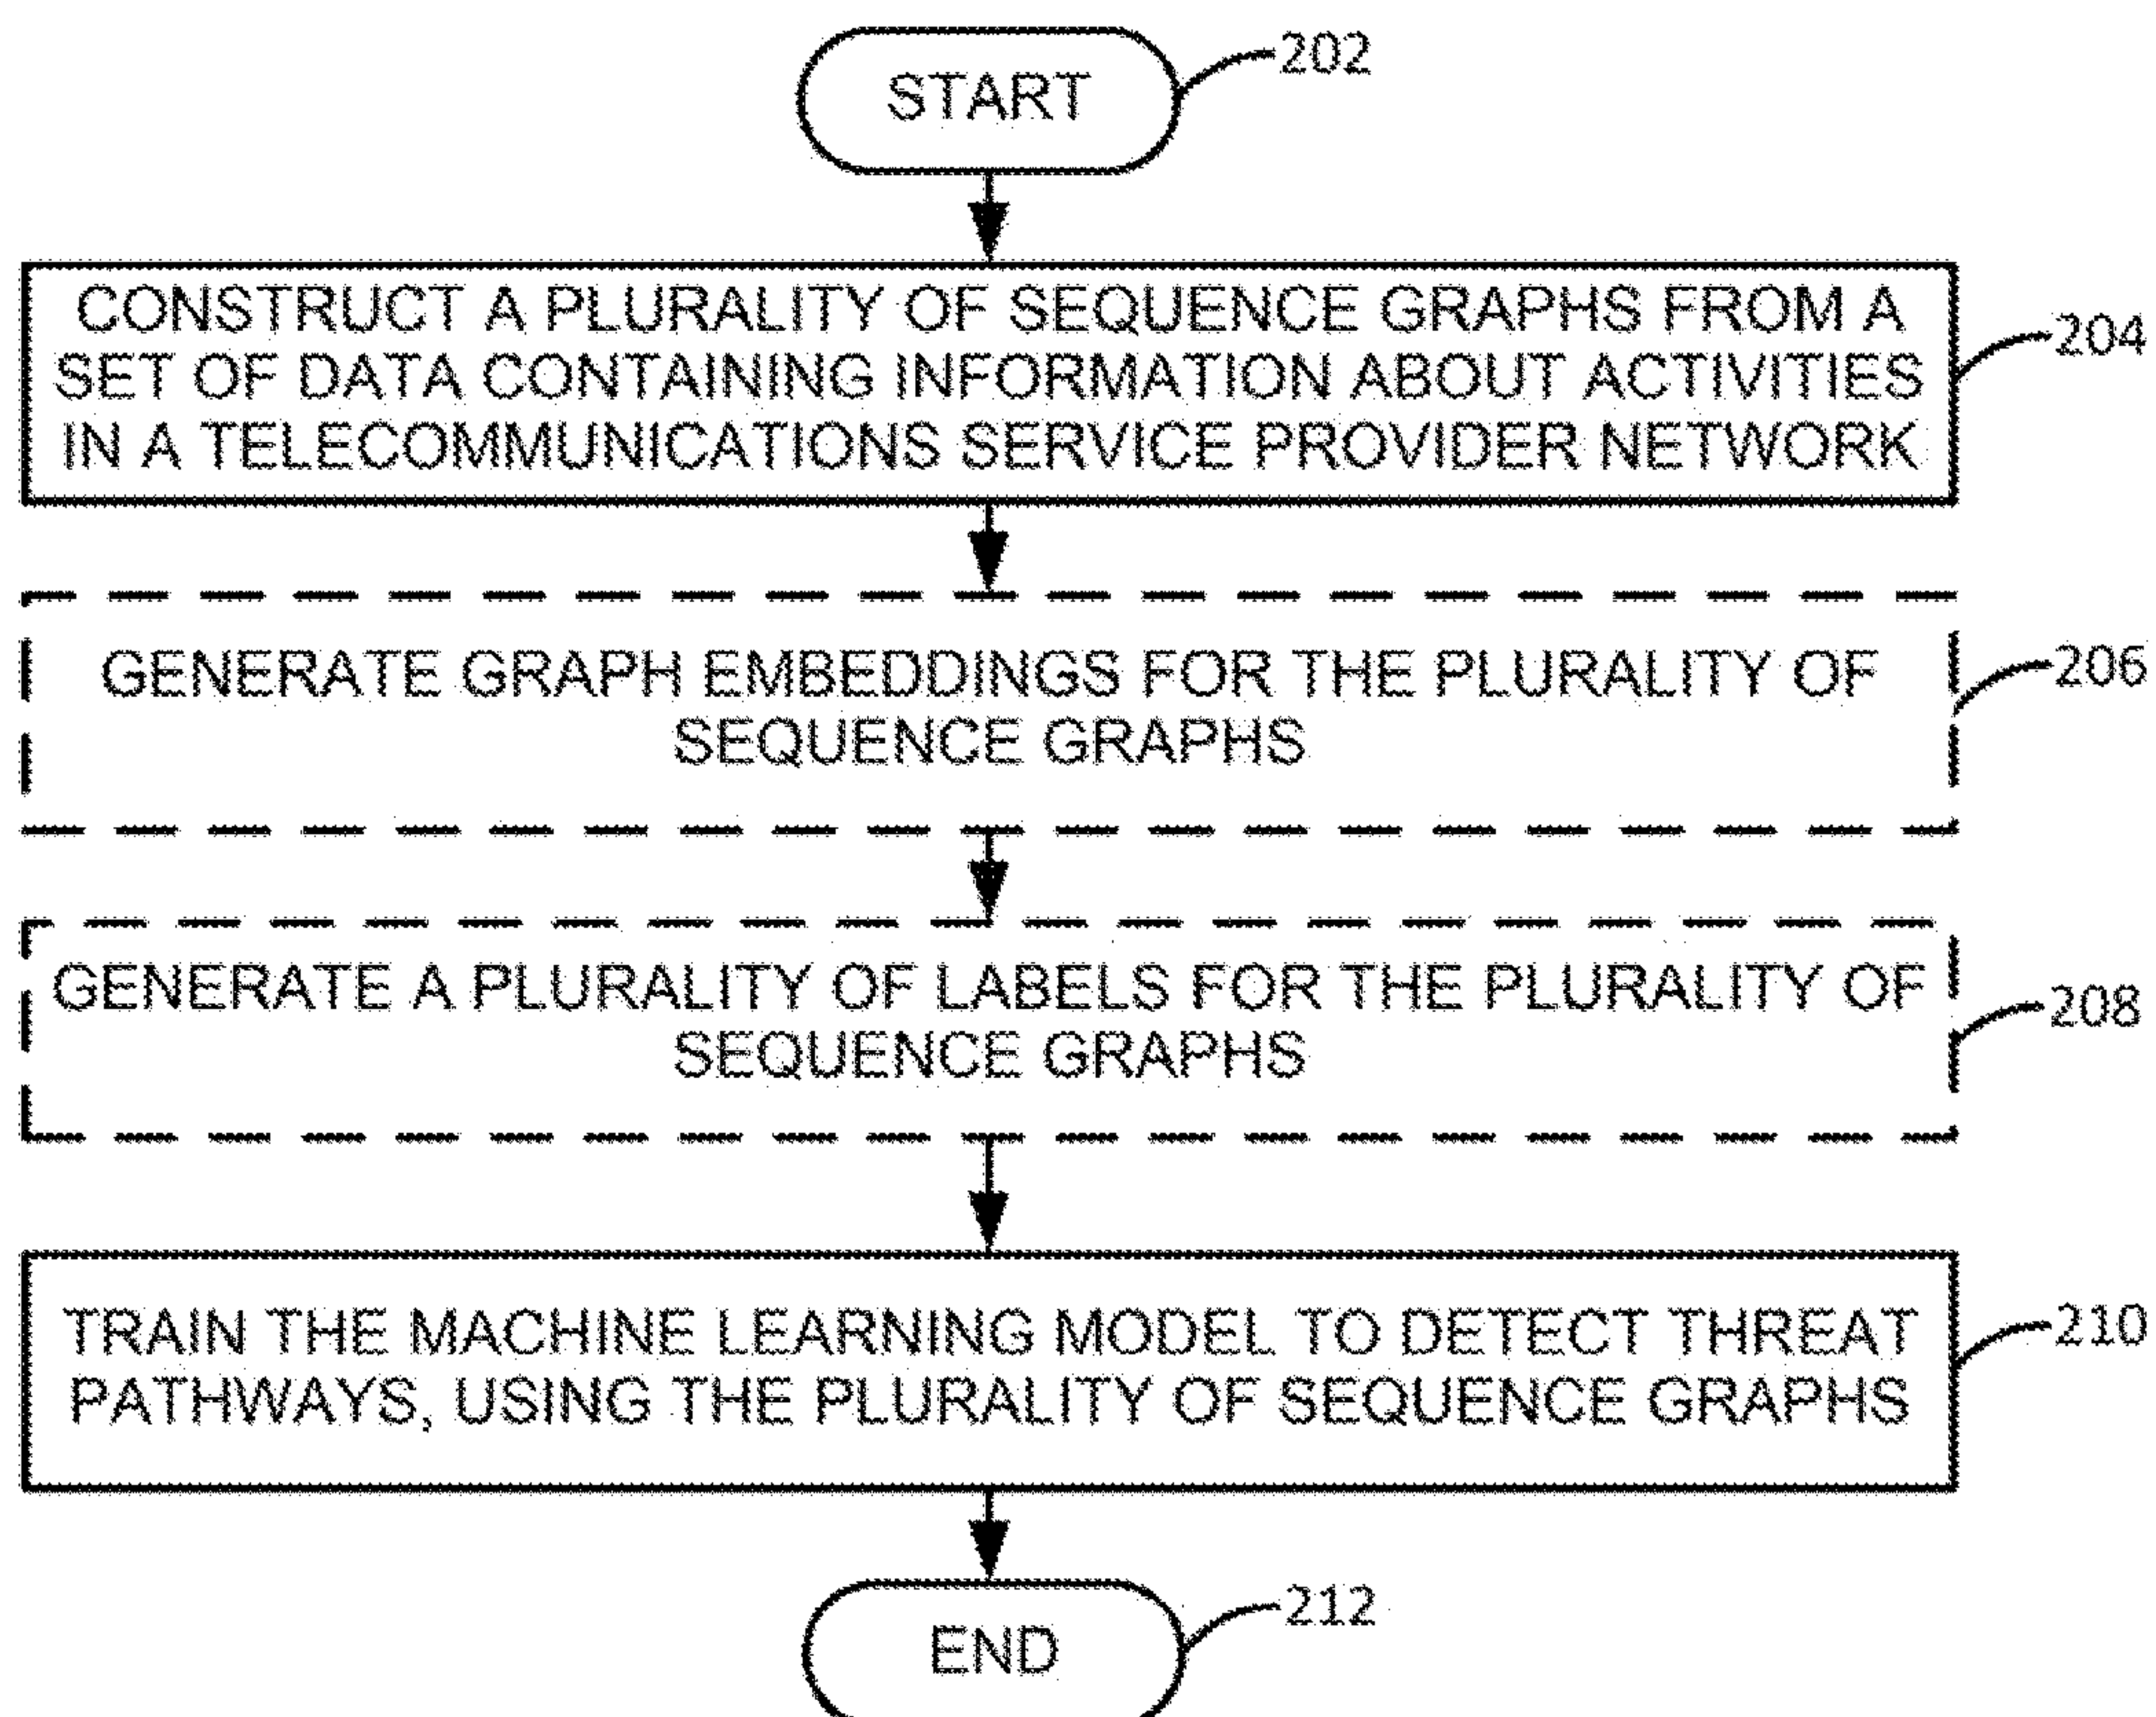 START
202
CONSTRUCT A PLURALITY OF SEQUENCE GRAPHS FROM A
SET OF DATA CONTAINING INFORMATION ABOUT ACTIVITIES
IN A TELECOMMUNICATIONS SERVICE PROVIDER NETWORK
204
GENERATE GRAPH EMBEDDINGS FOR THE PLURALITY OF
SEQUENCE GRAPHS
206
GENERATE A PLURALITY OF LABELS FOR THE PLURALITY OF
SEQUENCE GRAPHS
208
TRAIN THE MACHINE LEARNING MODEL TO DETECT THREAT
PATHWAYS, USING THE PLURALITY OF SEQUENCE GRAPHS
210
END
212